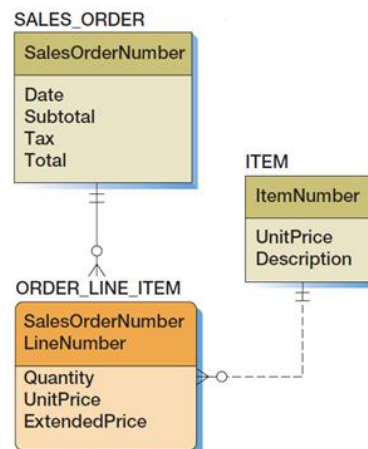 SALES_ORDER
SalesOrderNumber
Date
Subtotal
Tax
Total
ITEM
ItemNumber
UnitPrice
Description
ORDER_LINE_ITEM
SalesOrderNumber
LineNumber
Quantity
UnitPrice
ExtendedPrice